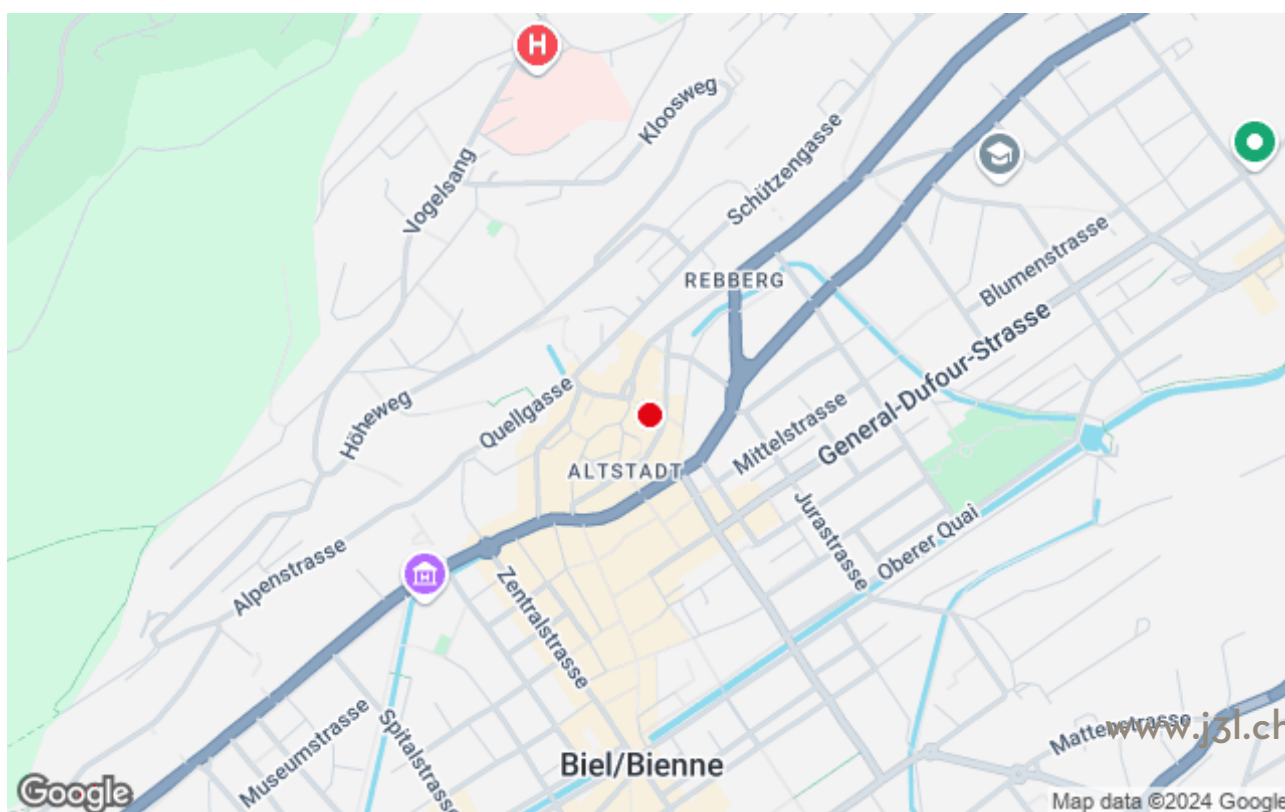 H
Kloosweg
Vogelsang
Schützengasse
Blumenstrasse
REBBERG
General-Dufour-Strasse
Höheweg
Quellgasse
Mittelstrasse
ALTSTADT
Jurastrasse
Oberer Quai
Alpenstrasse
Zentralstrasse
Museumstrasse
Spitalstrasse
Mattenstrasse
www.j3l.ch
Biel/Bienne
Google
Map data ©2024 Google